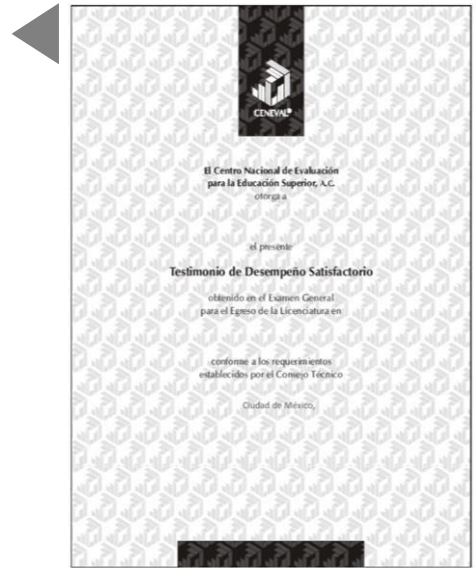 CENEVAL®
El Centro Nacional de Evaluación
para la Educación Superior, A.C.
otorga a
el presente
Testimonio de Desempeño Satisfactorio
obtenido en el Examen General
para el Egreso de la Licenciatura en
conforme a los requerimientos
establecidos por el Consejo Técnico
Ciudad de México,